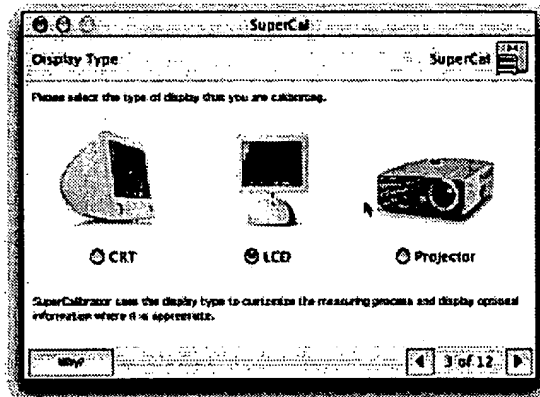 SuperCal
Display Type
SuperCal
Please select the type of display that you are calibrating.
CRT
LCD
Projector
SuperCalibrator uses the display type to customize the measuring process and display optional
information where it is appropriate.
Why?
3 of 12